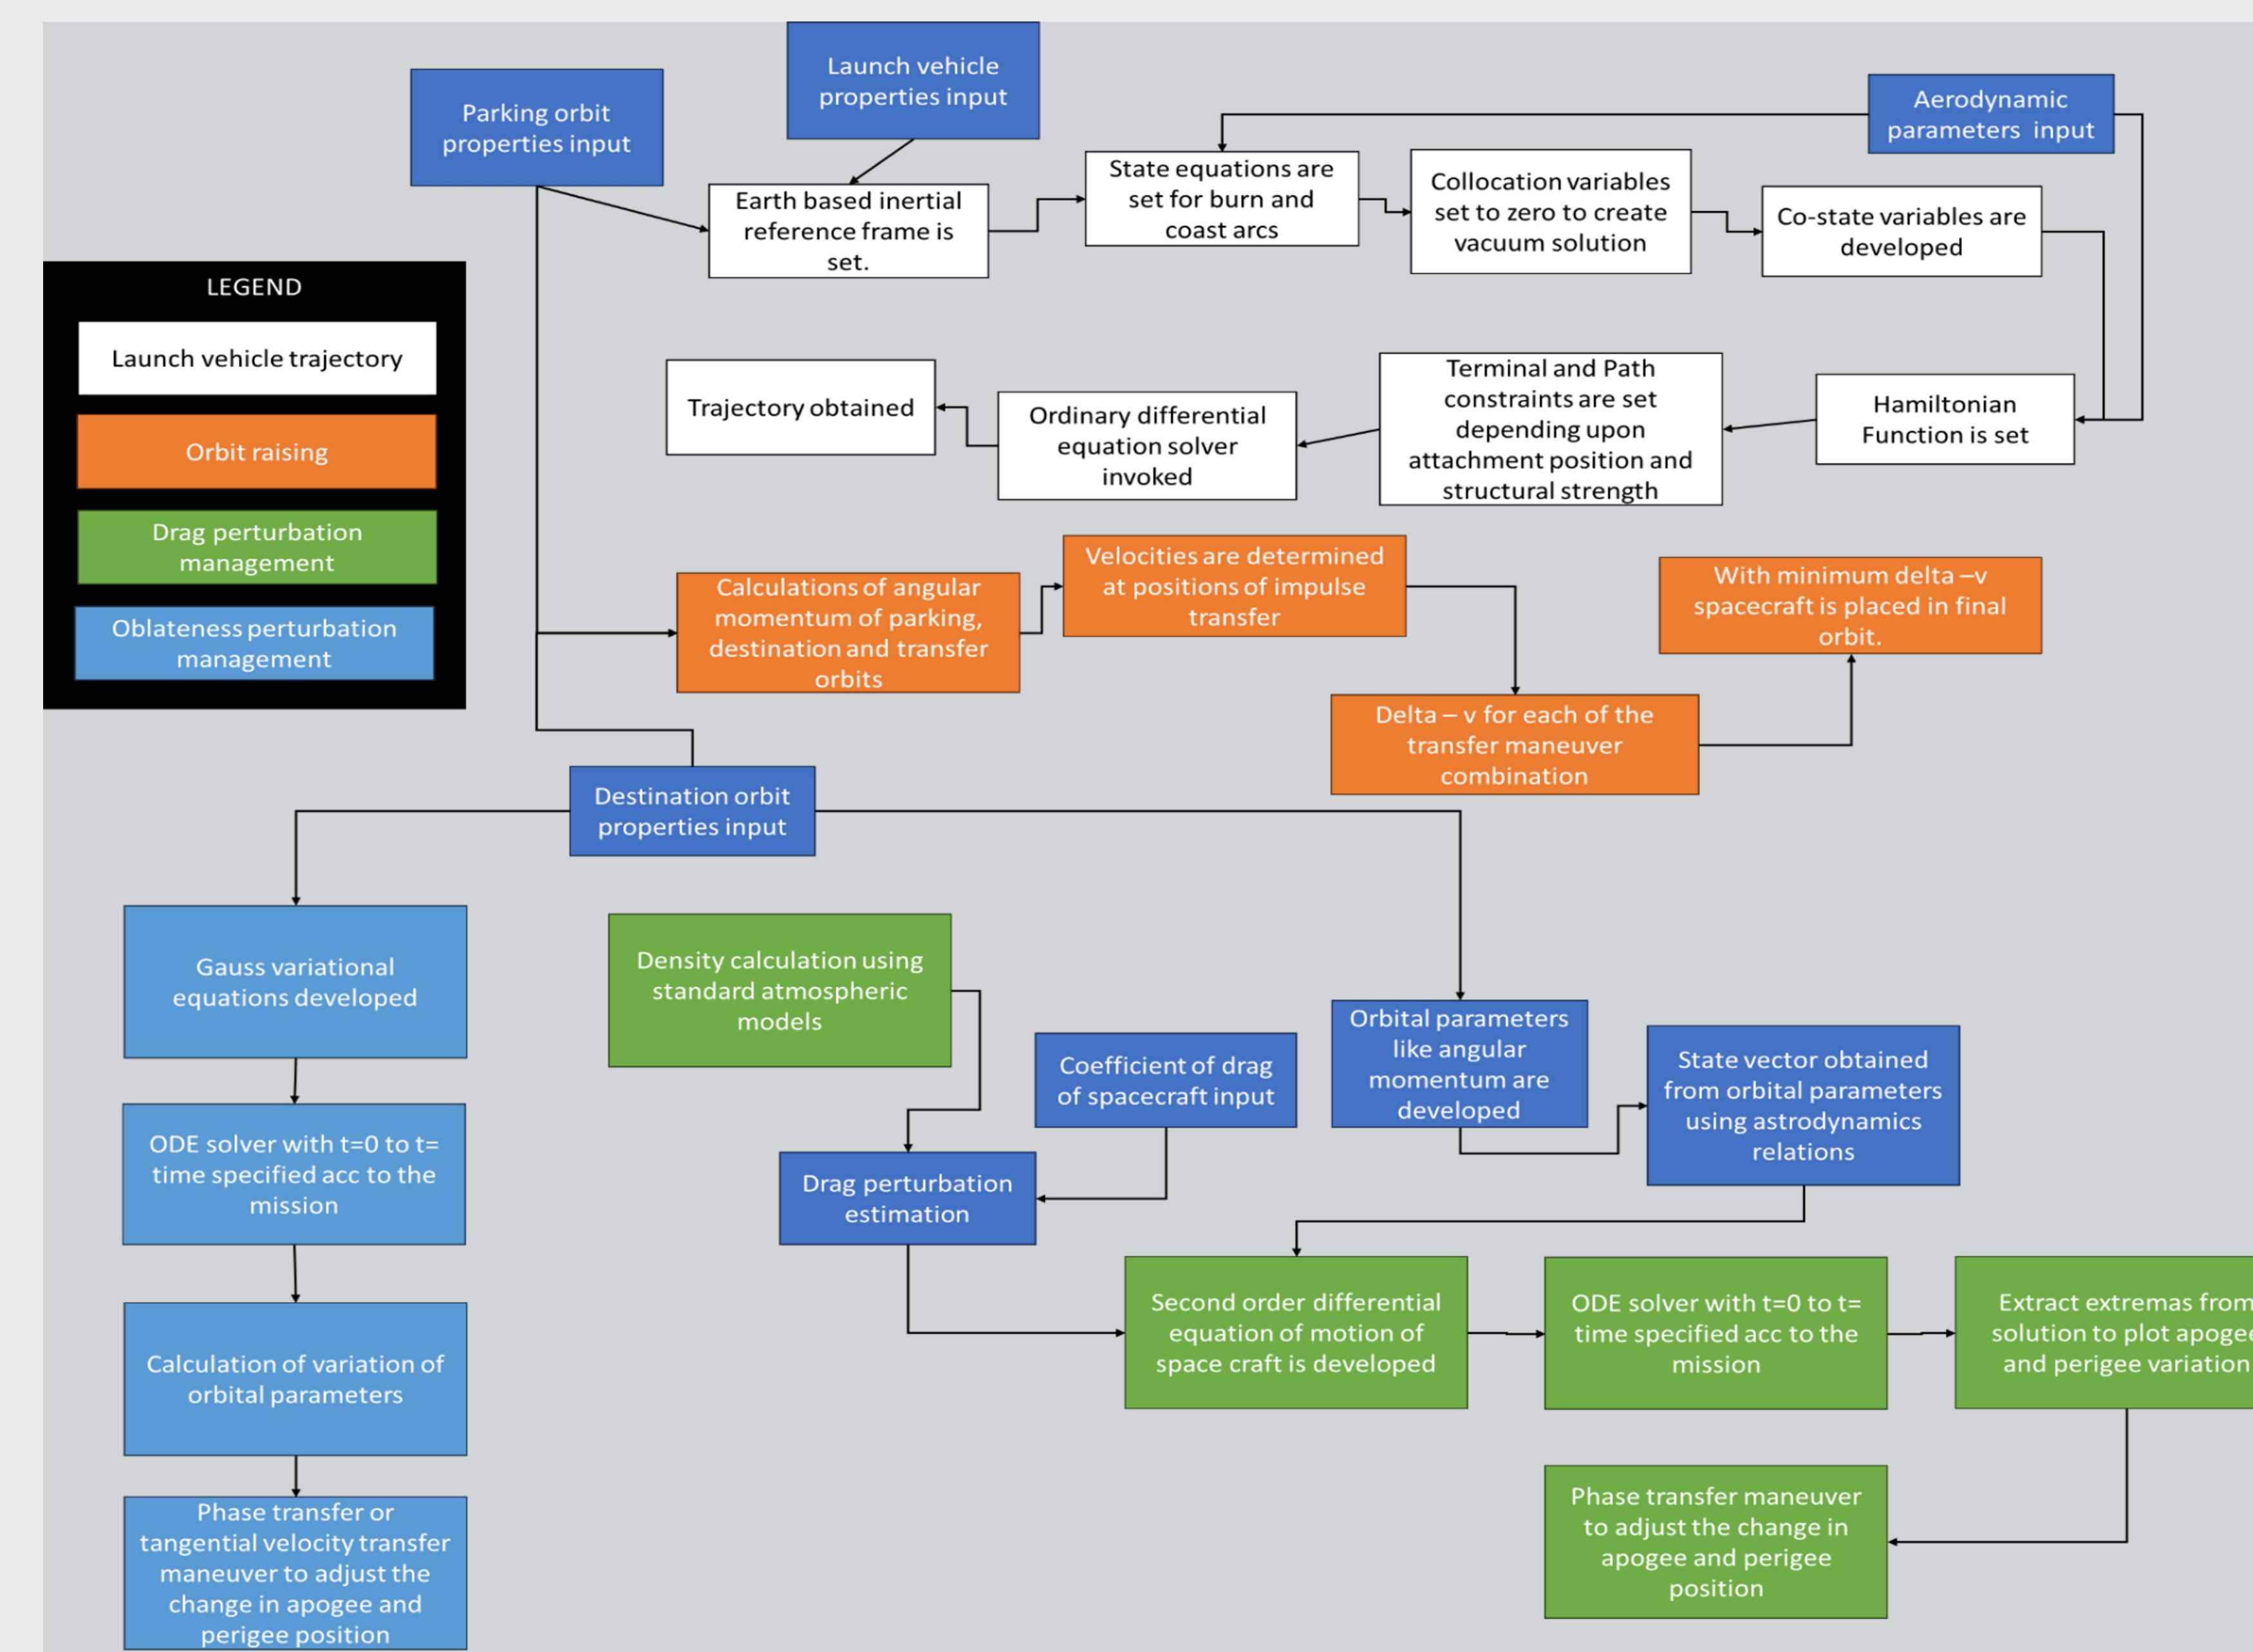 Launch vehicle
properties input
Parking orbit
properties input
Aerodynamic
parameters input
Earth based inertial
reference frame is
set.
State equations are
set for burn and
coast arcs
Collocation variables
set to zero to create
vacuum solution
Co-state variables are
developed
LEGEND
Launch vehicle trajectory
Orbit raising
Drag perturbation
management
Oblateness perturbation
management
Trajectory obtained
Ordinary differential
equation solver
invoked
Terminal and Path
constraints are set
depending upon
attachment position and
structural strength
Hamiltonian
Function is set
Calculations of angular
momentum of parking,
destination and transfer
orbits
Velocities are determined
at positions of impulse
transfer
With minimum delta –v
spacecraft is placed in final
orbit.
Delta – v for each of the
transfer maneuver
combination
Destination orbit
properties input
Gauss variational
equations developed
Density calculation using
standard atmospheric
models
Coefficient of drag
of spacecraft input
Orbital parameters
like angular
momentum are
developed
State vector obtained
from orbital parameters
using astrodynamics
relations
ODE solver with t=0 to t=
time specified acc to the
mission
Drag perturbation
estimation
Second order differential
equation of motion of
space craft is developed
ODE solver with t=0 to t=
time specified acc to the
mission
Extract extremas from
solution to plot apogee
and perigee variation
Calculation of variation of
orbital parameters
Phase transfer or
tangential velocity transfer
maneuver to adjust the
change in apogee and
perigee position
Phase transfer maneuver
to adjust the change in
apogee and perigee
position